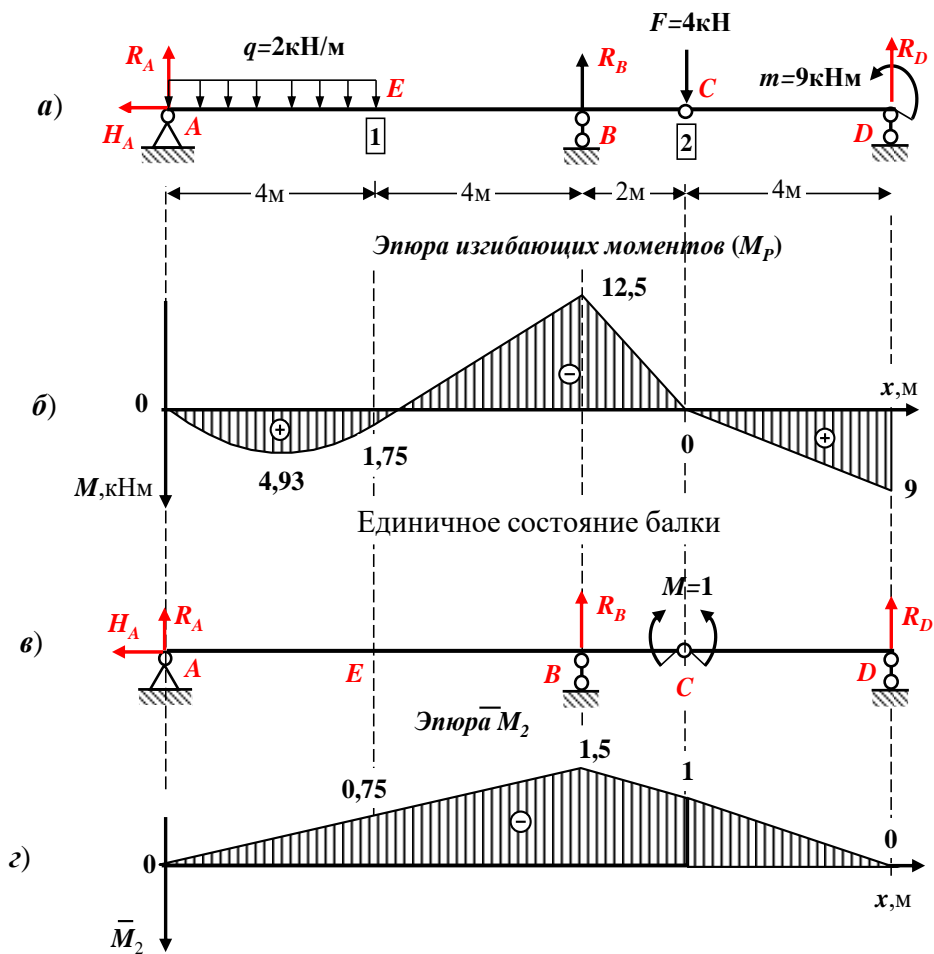 F=4кН
q=2кН/м
R_A
R_B
R_D
E
C
m=9кНм
а)
H_A
A
1
B
2
D
4м
4м
2м
4м
Эпюра изгибающих моментов (M_P)
12,5
−
x,м
б)
0
+
+
1,75
0
4,93
9
M,кНм
Единичное состояние балки
M=1
R_A
R_B
R_D
H_A
в)
A
E
B
C
D
Эпюра M̅_2
1,5
1
0,75
−
0
г)
0
x,м
M̅_2